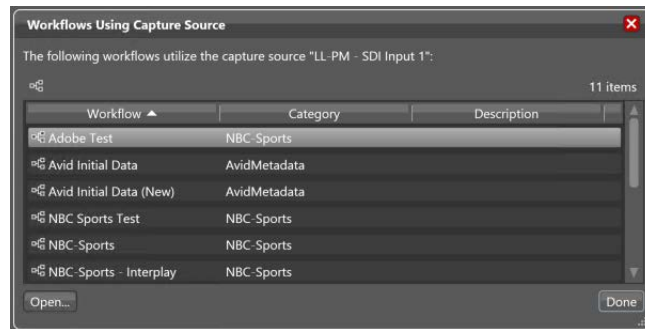 Workflows Using Capture Source
The following workflows utilize the capture source "LL-PM - SDI Input 1":
11 items
Workflow Category Description
Adobe Test NBC-Sports
Avid Initial Data AvidMetadata
Avid Initial Data (New) AvidMetadata
NBC Sports Test NBC-Sports
NBC-Sports NBC-Sports
NBC-Sports - Interplay NBC-Sports
Open... Done